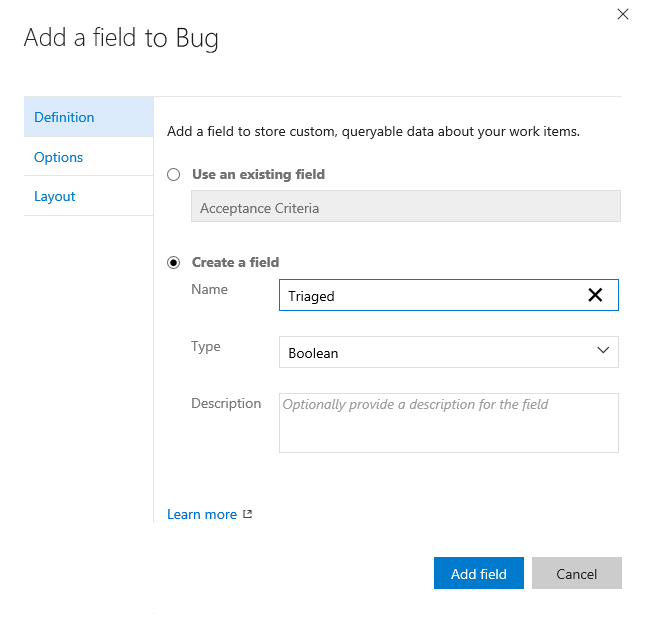 Add a field to Bug
Definition
Options
Layout
Add a field to store custom, queryable data about your work items.
Use an existing field
Acceptance Criteria
Create a field
Name
Triaged
Type
Boolean
Description
Optionally provide a description for the field
Learn more
Add field
Cancel